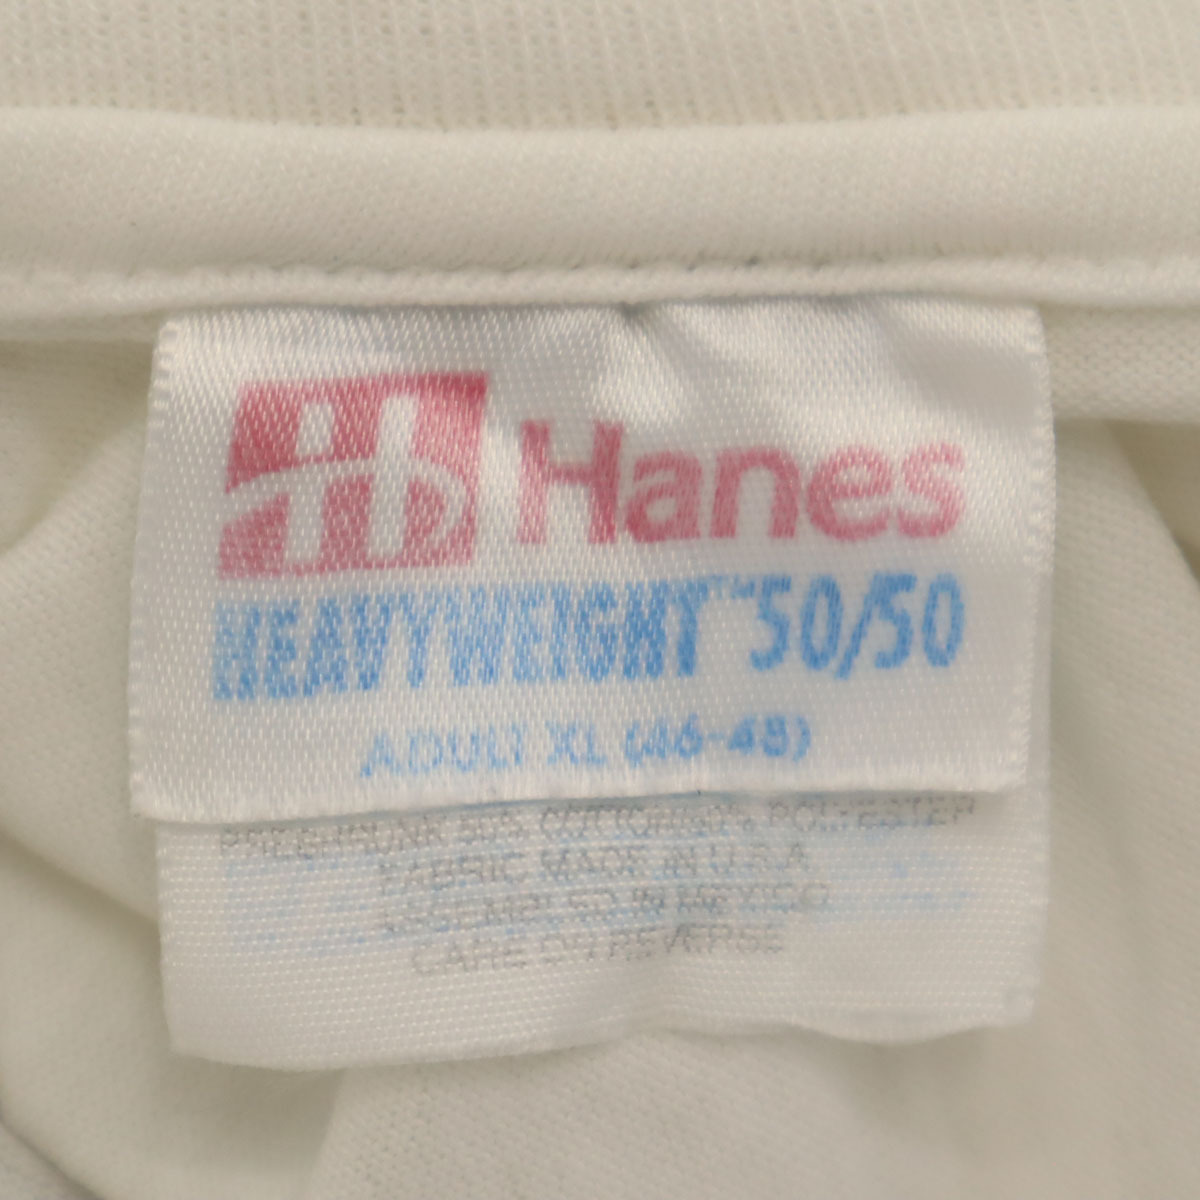 Hanes
HEAVYWEIGHT™ 50/50
ADULT XL (46-48)
PRESHRUNK 50% COTTON/50% POLYESTER
FABRIC MADE IN U.S.A
ASSEMPLED IN MEXICO
CARE ON REVERSE